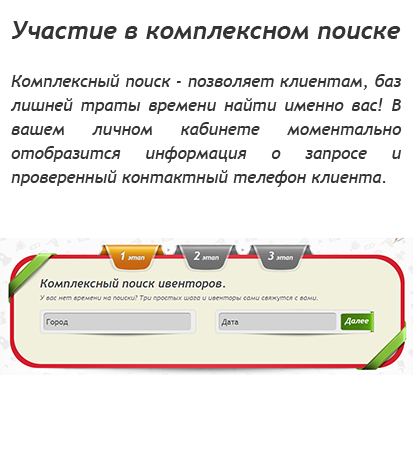 Участие в комплексном поиске
Комплексный поиск - позволяет клиентам, баз
лишней траты времени найти именно вас! В
вашем личном кабинете моментально
отобразится информация о запросе и
проверенный контактный телефон клиента.
1 этап 2 этап 3 этап
Комплексный поиск ивенторов.
У вас нет времени на поиски? Три простых шага и ивенторы сами свяжутся с вами.
Город Дата Далее